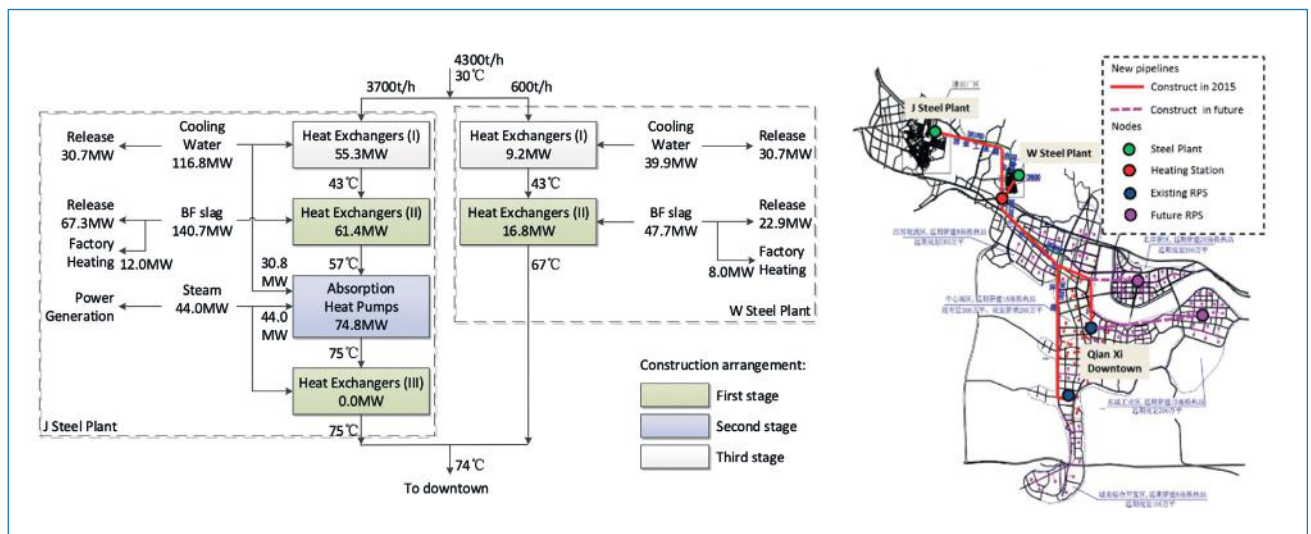 4300t/h
30℃
3700t/h
600t/h
Release
30.7MW
Cooling
Water
116.8MW
Heat Exchangers (I)
55.3MW
Heat Exchangers (I)
9.2MW
Cooling
Water
39.9MW
Release
30.7MW
43℃
43℃
Release
67.3MW
BF slag
140.7MW
Heat Exchangers (II)
61.4MW
Heat Exchangers (II)
16.8MW
BF slag
47.7MW
Release
22.9MW
Factory
Heating
12.0MW
8.0MW
Factory
Heating
30.8
MW
57℃
67℃
Power
Generation
Steam
44.0MW
44.0
MW
Absorption
Heat Pumps
74.8MW
W Steel Plant
75℃
Heat Exchangers (III)
0.0MW
J Steel Plant
75℃
74℃
To downtown
Construction arrangement:
First stage
Second stage
Third stage
New pipelines
Construct in 2015
Construct in future
Nodes
Steel Plant
Heating Station
Existing RPS
Future RPS
J Steel Plant
W Steel Plant
Qian Xi
Downtown